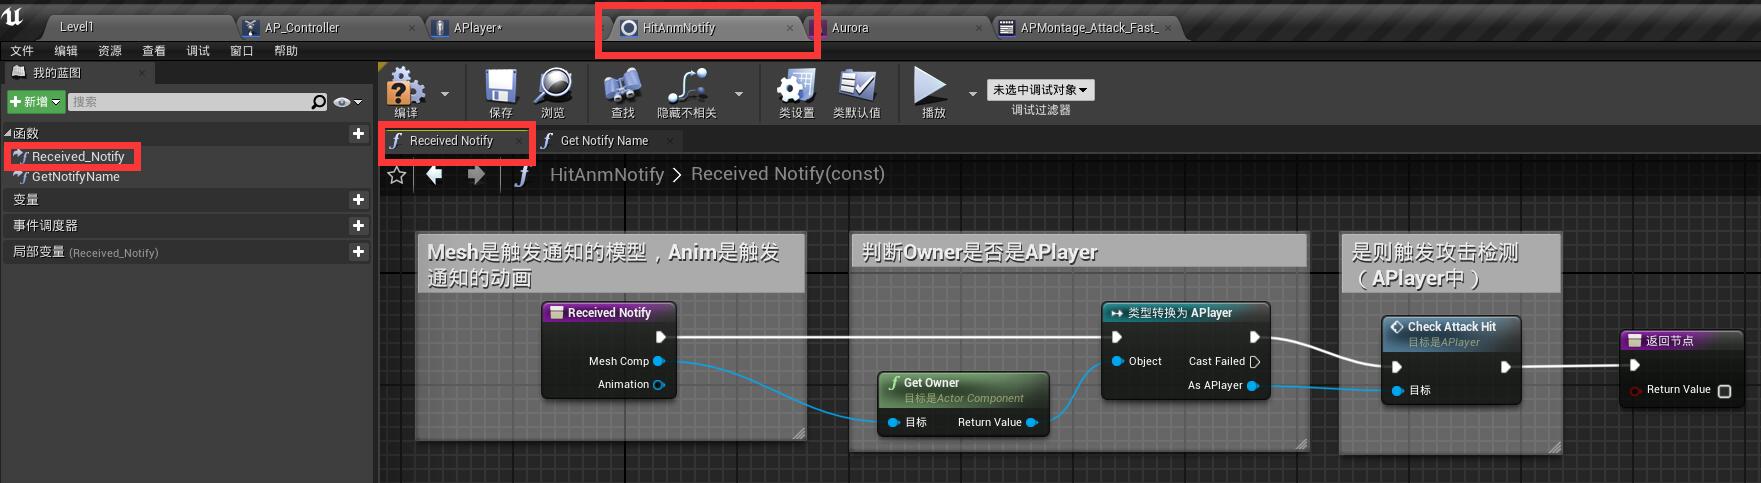 Level1
AP_Controller
APlayer*
HitAnmNotify
Aurora
APMontage_Attack_Fast_
文件 编辑 资源 查看 调试 窗口 帮助
我的蓝图
新增
搜索
函数
Received_Notify
GetNotifyName
变量
事件调度器
局部变量 (Received_Notify)
编译
保存
浏览
查找
隐藏不相关
类设置
类默认值
播放
未选中调试对象
调试过滤器
Received Notify
Get Notify Name
HitAnmNotify > Received Notify(const)
Mesh是触发通知的模型，Anim是触发
通知的动画
Received Notify
Mesh Comp
Animation
判断Owner是否是APlayer
Get Owner
目标是Actor Component
目标
Return Value
类型转换为 APlayer
Object
Cast Failed
As APlayer
是则触发攻击检测
（APlayer中）
Check Attack Hit
目标是APlayer
目标
返回节点
Return Value